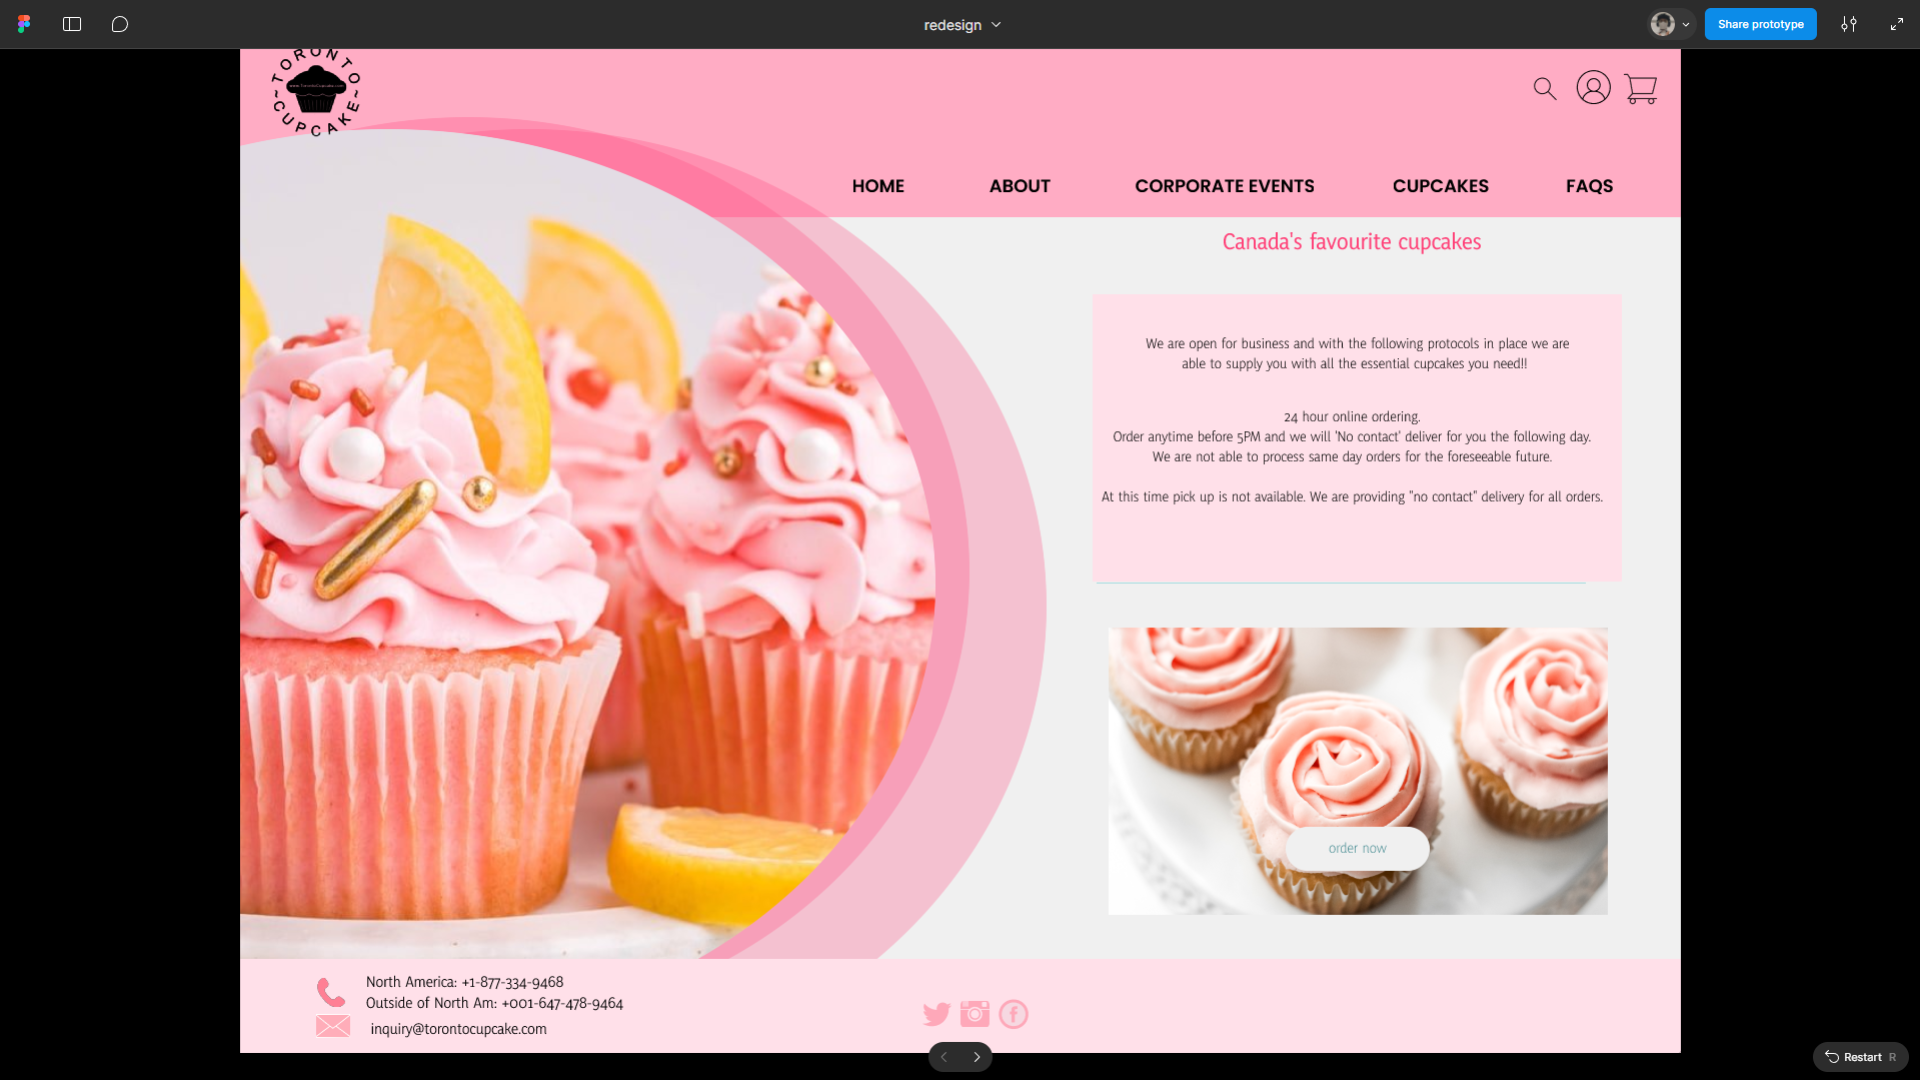 redesign
Share prototype
TORONTO
CUPCAKE
HOME
ABOUT
CORPORATE EVENTS
CUPCAKES
FAQS
Canada's favourite cupcakes
We are open for business and with the following protocols in place we are
able to supply you with all the essential cupcakes you need!!
24 hour online ordering.
Order anytime before 5PM and we will 'No contact' deliver for you the following day.
We are not able to process same day orders for the foreseeable future.
At this time pick up is not available. We are providing "no contact" delivery for all orders.
order now
North America: +1-877-334-9468
Outside of North Am: +001-647-478-9464
inquiry@torontocupcake.com
Restart R